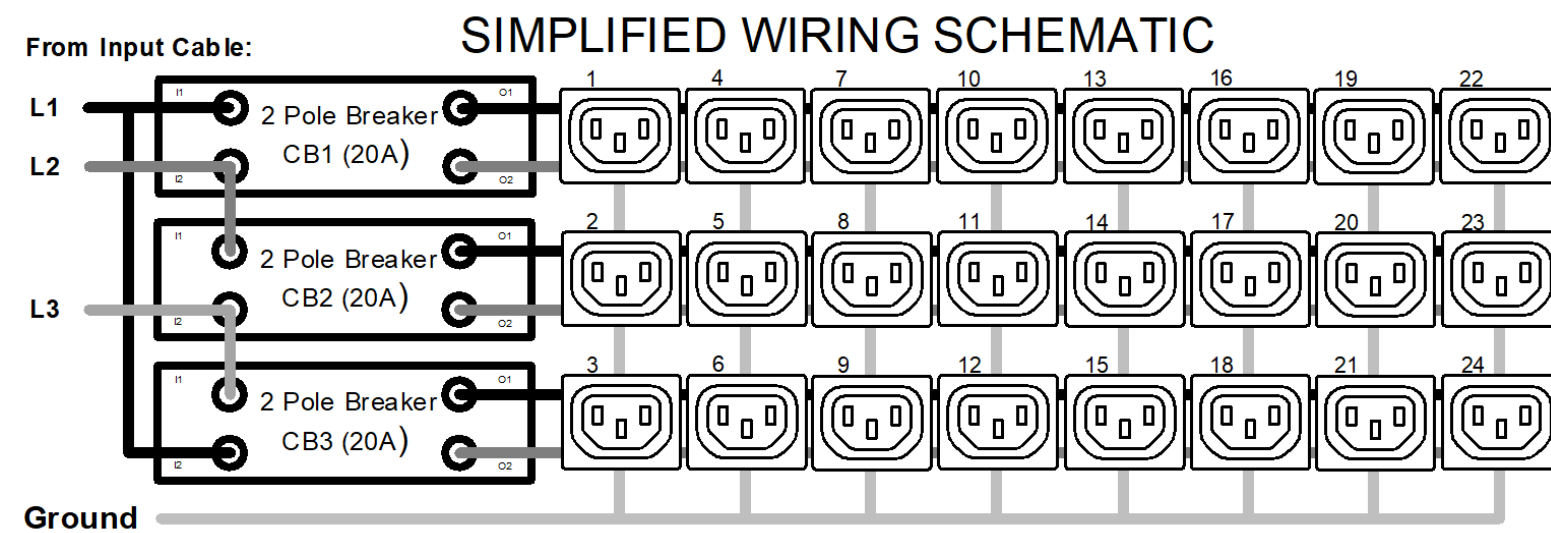 SIMPLIFIED WIRING SCHEMATIC
From Input Cable:
1 4 7 10 13 16 19 22
L1
I1 O1
2 Pole Breaker
CB1 (20A)
L2
I2 O2
2 5 8 11 14 17 20 23
I1 O1
2 Pole Breaker
CB2 (20A)
L3
I2 O2
3 6 9 12 15 18 21 24
I1 O1
2 Pole Breaker
CB3 (20A)
I2 O2
Ground